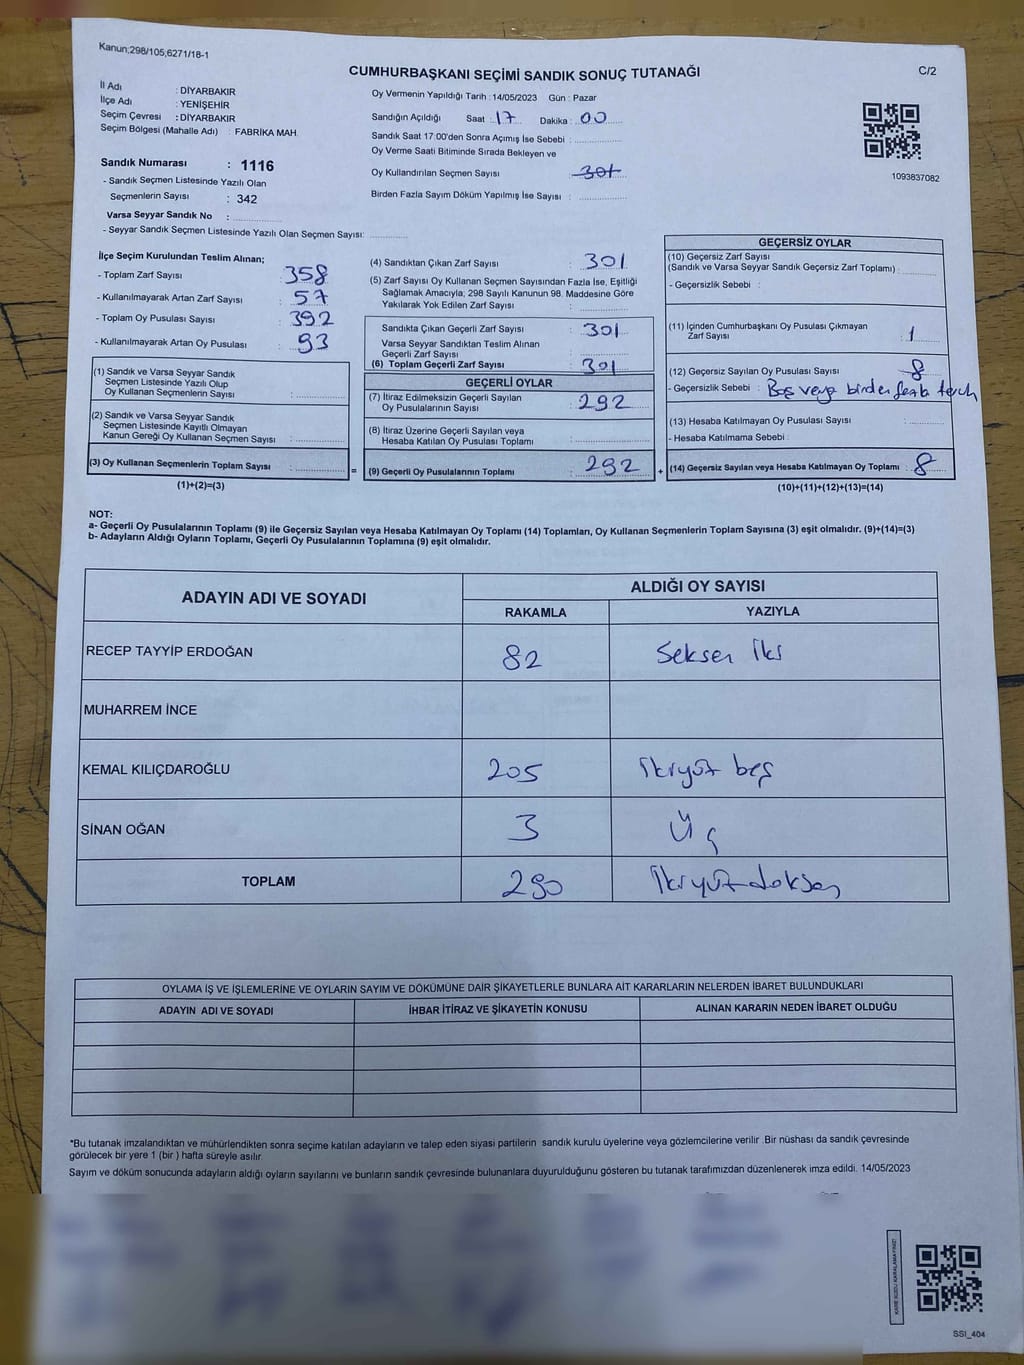 Kanun;298/105;6271/18-1
CUMHURBAŞKANI SEÇİMİ SANDIK SONUÇ TUTANAĞI
C/2
İl Adı : DİYARBAKIR
İlçe Adı : YENİŞEHİR
Seçim Çevresi : DİYARBAKIR
Seçim Bölgesi (Mahalle Adı) : FABRİKA MAH.
Sandık Numarası : 1116
- Sandık Seçmen Listesinde Yazılı Olan
Seçmenlerin Sayısı : 342
Varsa Seyyar Sandık No :
- Seyyar Sandık Seçmen Listesinde Yazılı Olan Seçmen Sayısı:
Oy Vermenin Yapıldığı Tarih : 14/05/2023 Gün : Pazar
Sandığın Açıldığı Saat : 17 Dakika : 00
Sandık Saat 17:00'den Sonra Açımış İse Sebebi :
Oy Verme Saati Bitiminde Sırada Bekleyen ve
Oy Kullandırılan Seçmen Sayısı : 301
Birden Fazla Sayım Döküm Yapılmış İse Sayısı :
1093837082
İlçe Seçim Kurulundan Teslim Alınan;
- Toplam Zarf Sayısı : 358
- Kullanılmayarak Artan Zarf Sayısı : 57
- Toplam Oy Pusulası Sayısı : 392
- Kullanılmayarak Artan Oy Pusulası : 93
(1) Sandık ve Varsa Seyyar Sandık
Seçmen Listesinde Yazılı Olup
Oy Kullanan Seçmenlerin Sayısı :
(2) Sandık ve Varsa Seyyar Sandık
Seçmen Listesinde Kayıtlı Olmayan
Kanun Gereği Oy Kullanan Seçmen Sayısı :
(3) Oy Kullanan Seçmenlerin Toplam Sayısı :
(1)+(2)=(3)
=
(4) Sandıktan Çıkan Zarf Sayısı : 301
(5) Zarf Sayısı Oy Kullanan Seçmen Sayısından Fazla İse, Eşitliği
Sağlamak Amacıyla, 298 Sayılı Kanunun 98. Maddesine Göre
Yakılarak Yok Edilen Zarf Sayısı :
Sandıkta Çıkan Geçerli Zarf Sayısı : 301
Varsa Seyyar Sandıktan Teslim Alınan
Geçerli Zarf Sayısı :
(6) Toplam Geçerli Zarf Sayısı : 301
GEÇERLİ OYLAR
(7) İtiraz Edilmeksizin Geçerli Sayılan
Oy Pusulalarının Sayısı : 292
(8) İtiraz Üzerine Geçerli Sayılan veya
Hesaba Katılan Oy Pusulası Toplamı :
(9) Geçerli Oy Pusulalarının Toplamı : 292
+
GEÇERSİZ OYLAR
(10) Geçersiz Zarf Sayısı
(Sandık ve Varsa Seyyar Sandık Geçersiz Zarf Toplamı) :
- Geçersizlik Sebebi :
(11) İçinden Cumhurbaşkanı Oy Pusulası Çıkmayan
Zarf Sayısı : 1
(12) Geçersiz Sayılan Oy Pusulası Sayısı : 8
- Geçersizlik Sebebi : Boş veya birden fazla tercih
(13) Hesaba Katılmayan Oy Pusulası Sayısı :
- Hesaba Katılmama Sebebi :
(14) Geçersiz Sayılan veya Hesaba Katılmayan Oy Toplamı : 8
(10)+(11)+(12)+(13)=(14)
NOT:
a- Geçerli Oy Pusulalarının Toplamı (9) ile Geçersiz Sayılan veya Hesaba Katılmayan Oy Toplamı (14) Toplamları, Oy Kullanan Seçmenlerin Toplam Sayısına (3) eşit olmalıdır. (9)+(14)=(3)
b- Adayların Aldığı Oyların Toplamı, Geçerli Oy Pusulalarının Toplamına (9) eşit olmalıdır.
ADAYIN ADI VE SOYADI
ALDIĞI OY SAYISI
RAKAMLA YAZIYLA
RECEP TAYYİP ERDOĞAN 82 Seksen iki
MUHARREM İNCE
KEMAL KILIÇDAROĞLU 205 İkiyüz beş
SİNAN OĞAN 3 Üç
TOPLAM 290 İkiyüz doksan
OYLAMA İŞ VE İŞLEMLERİNE VE OYLARIN SAYIM VE DÖKÜMÜNE DAİR ŞİKAYETLERLE BUNLARA AİT KARARLARIN NELERDEN İBARET BULUNDUKLARI
ADAYIN ADI VE SOYADI İHBAR İTİRAZ VE ŞİKAYETİN KONUSU ALINAN KARARIN NEDEN İBARET OLDUĞU
*Bu tutanak imzalandıktan ve mühürlendikten sonra seçime katılan adayların ve talep eden siyasi partilerin sandık kurulu üyelerine veya gözlemcilerine verilir. Bir nüshası da sandık çevresinde
görülecek bir yere 1 (bir ) hafta süreyle asılır.
Sayım ve döküm sonucunda adayların aldığı oyların sayılarını ve bunların sandık çevresinde bulunanlara duyurulduğunu gösteren bu tutanak tarafımızdan düzenlenerek imza edildi. 14/05/2023
KARE KODU KARALAMAYINIZ!
SSI_404